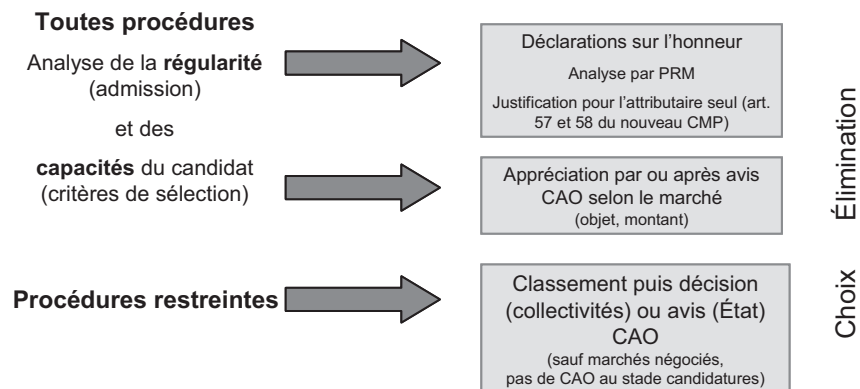 Toutes procédures
Analyse de la régularité
(admission)
et des
capacités du candidat
(critères de sélection)
Déclarations sur l’honneur
Analyse par PRM
Justification pour l’attributaire seul (art.
57 et 58 du nouveau CMP)
Appréciation par ou après avis
CAO selon le marché
(objet, montant)
Élimination
Procédures restreintes
Classement puis décision
(collectivités) ou avis (État)
CAO
(sauf marchés négociés,
pas de CAO au stade candidatures)
Choix